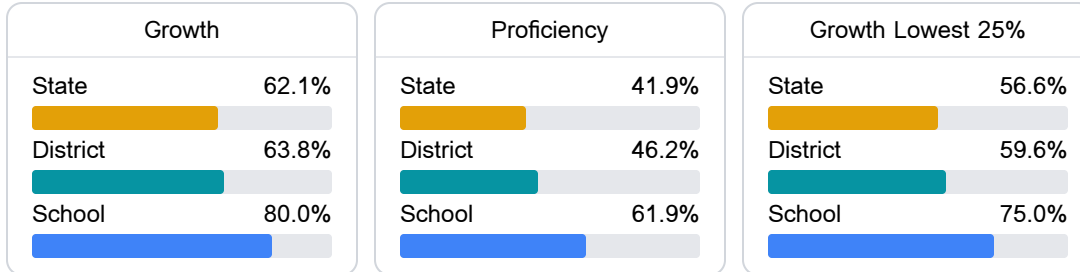 Growth
State 62.1%
District 63.8%
School 80.0%
Proficiency
State 41.9%
District 46.2%
School 61.9%
Growth Lowest 25%
State 56.6%
District 59.6%
School 75.0%